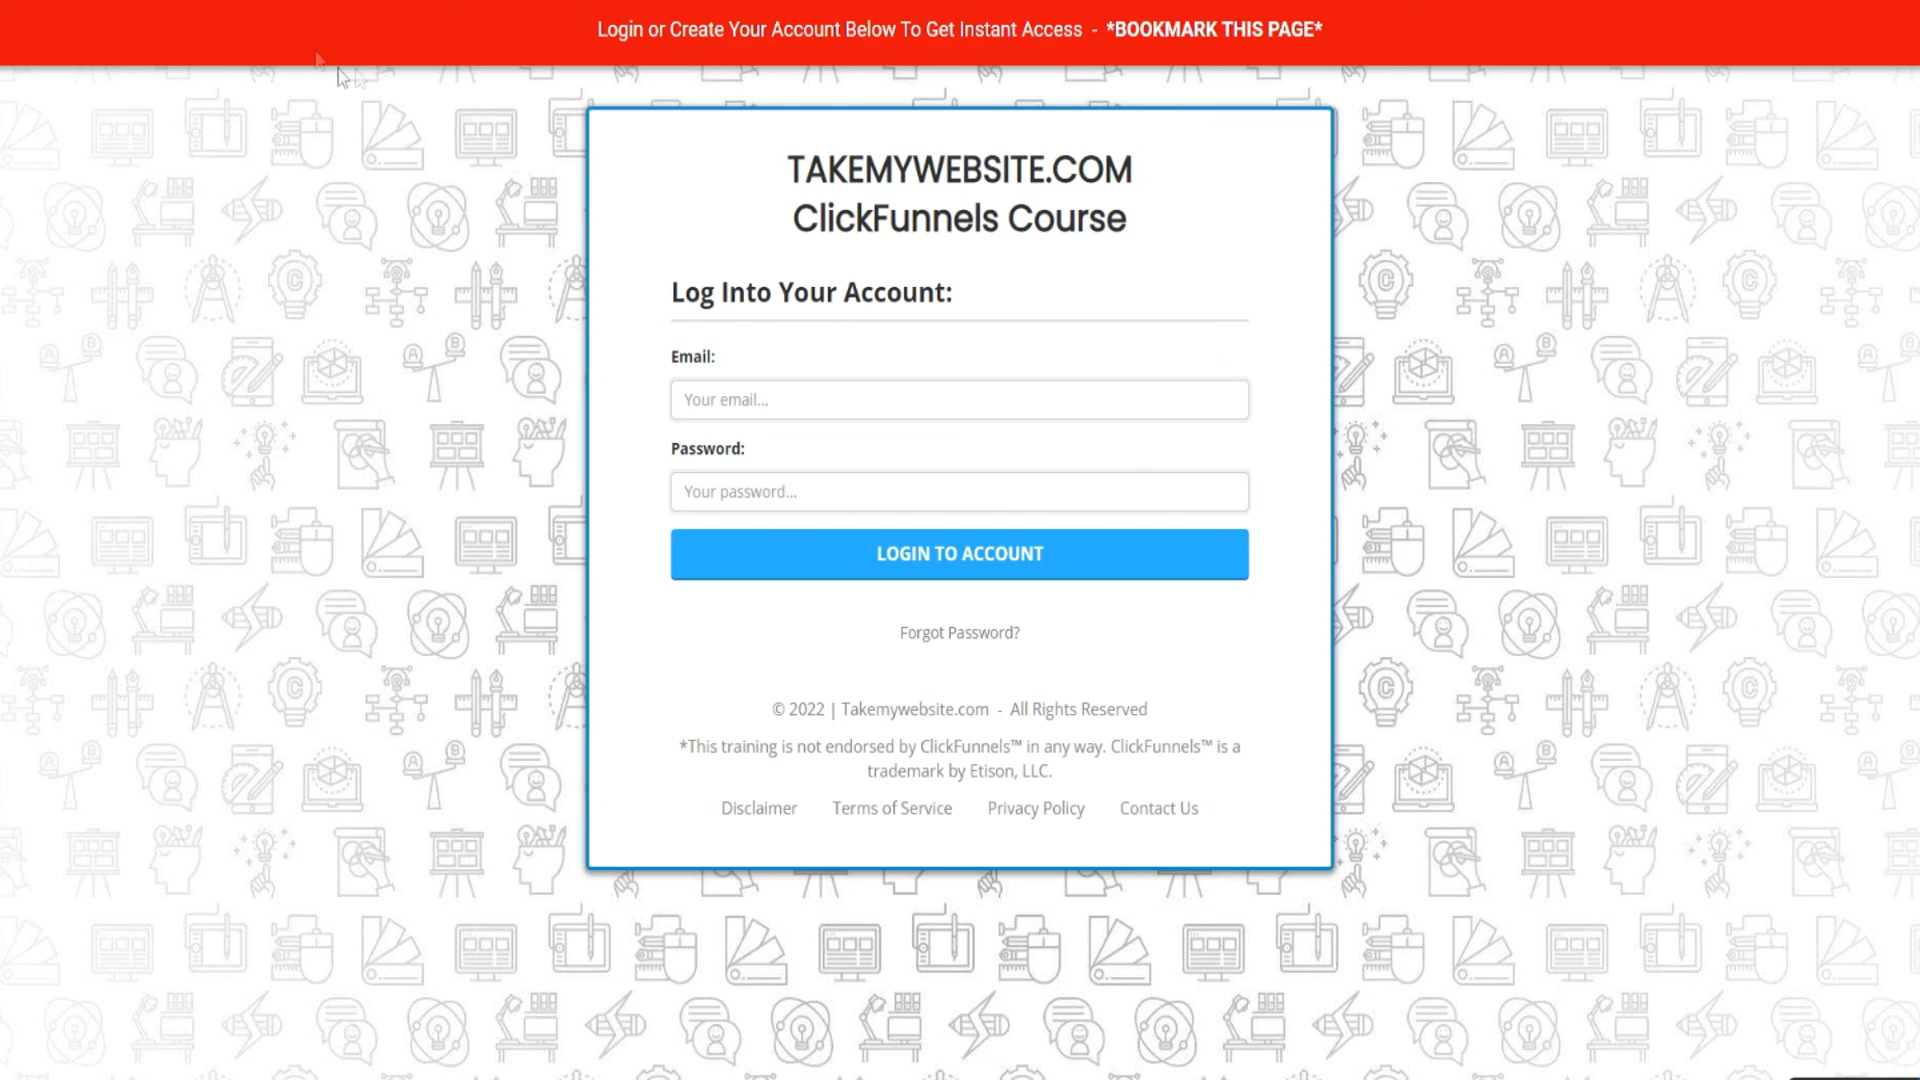 Login or Create Your Account Below To Get Instant Access - *BOOKMARK THIS PAGE*
TAKEMYWEBSITE.COM
ClickFunnels Course
Log Into Your Account:
Email:
Your email...
Password:
Your password...
LOGIN TO ACCOUNT
Forgot Password?
© 2022 | Takemywebsite.com - All Rights Reserved
*This training is not endorsed by ClickFunnels™ in any way. ClickFunnels™ is a
trademark by Etison, LLC.
Disclaimer Terms of Service Privacy Policy Contact Us